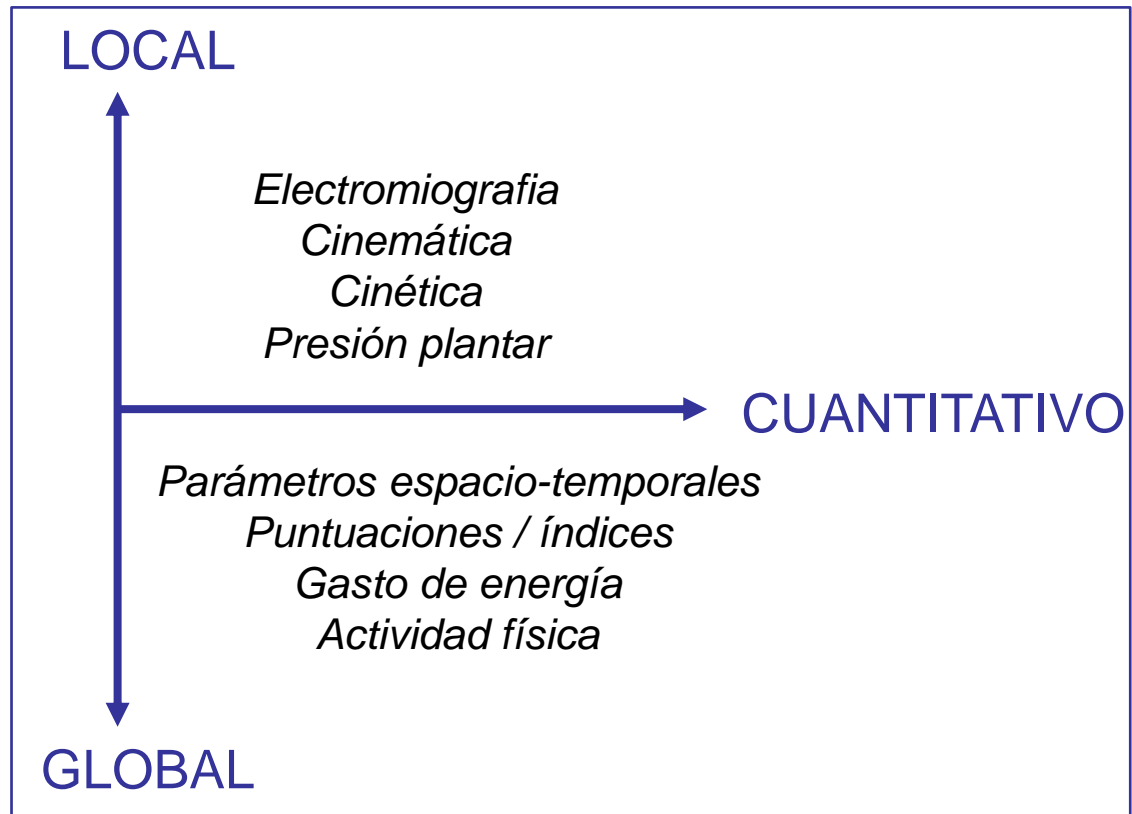 LOCAL
Electromiografia
Cinemática
Cinética
Presión plantar
CUANTITATIVO
Parámetros espacio-temporales
Puntuaciones / índices
Gasto de energía
Actividad física
GLOBAL